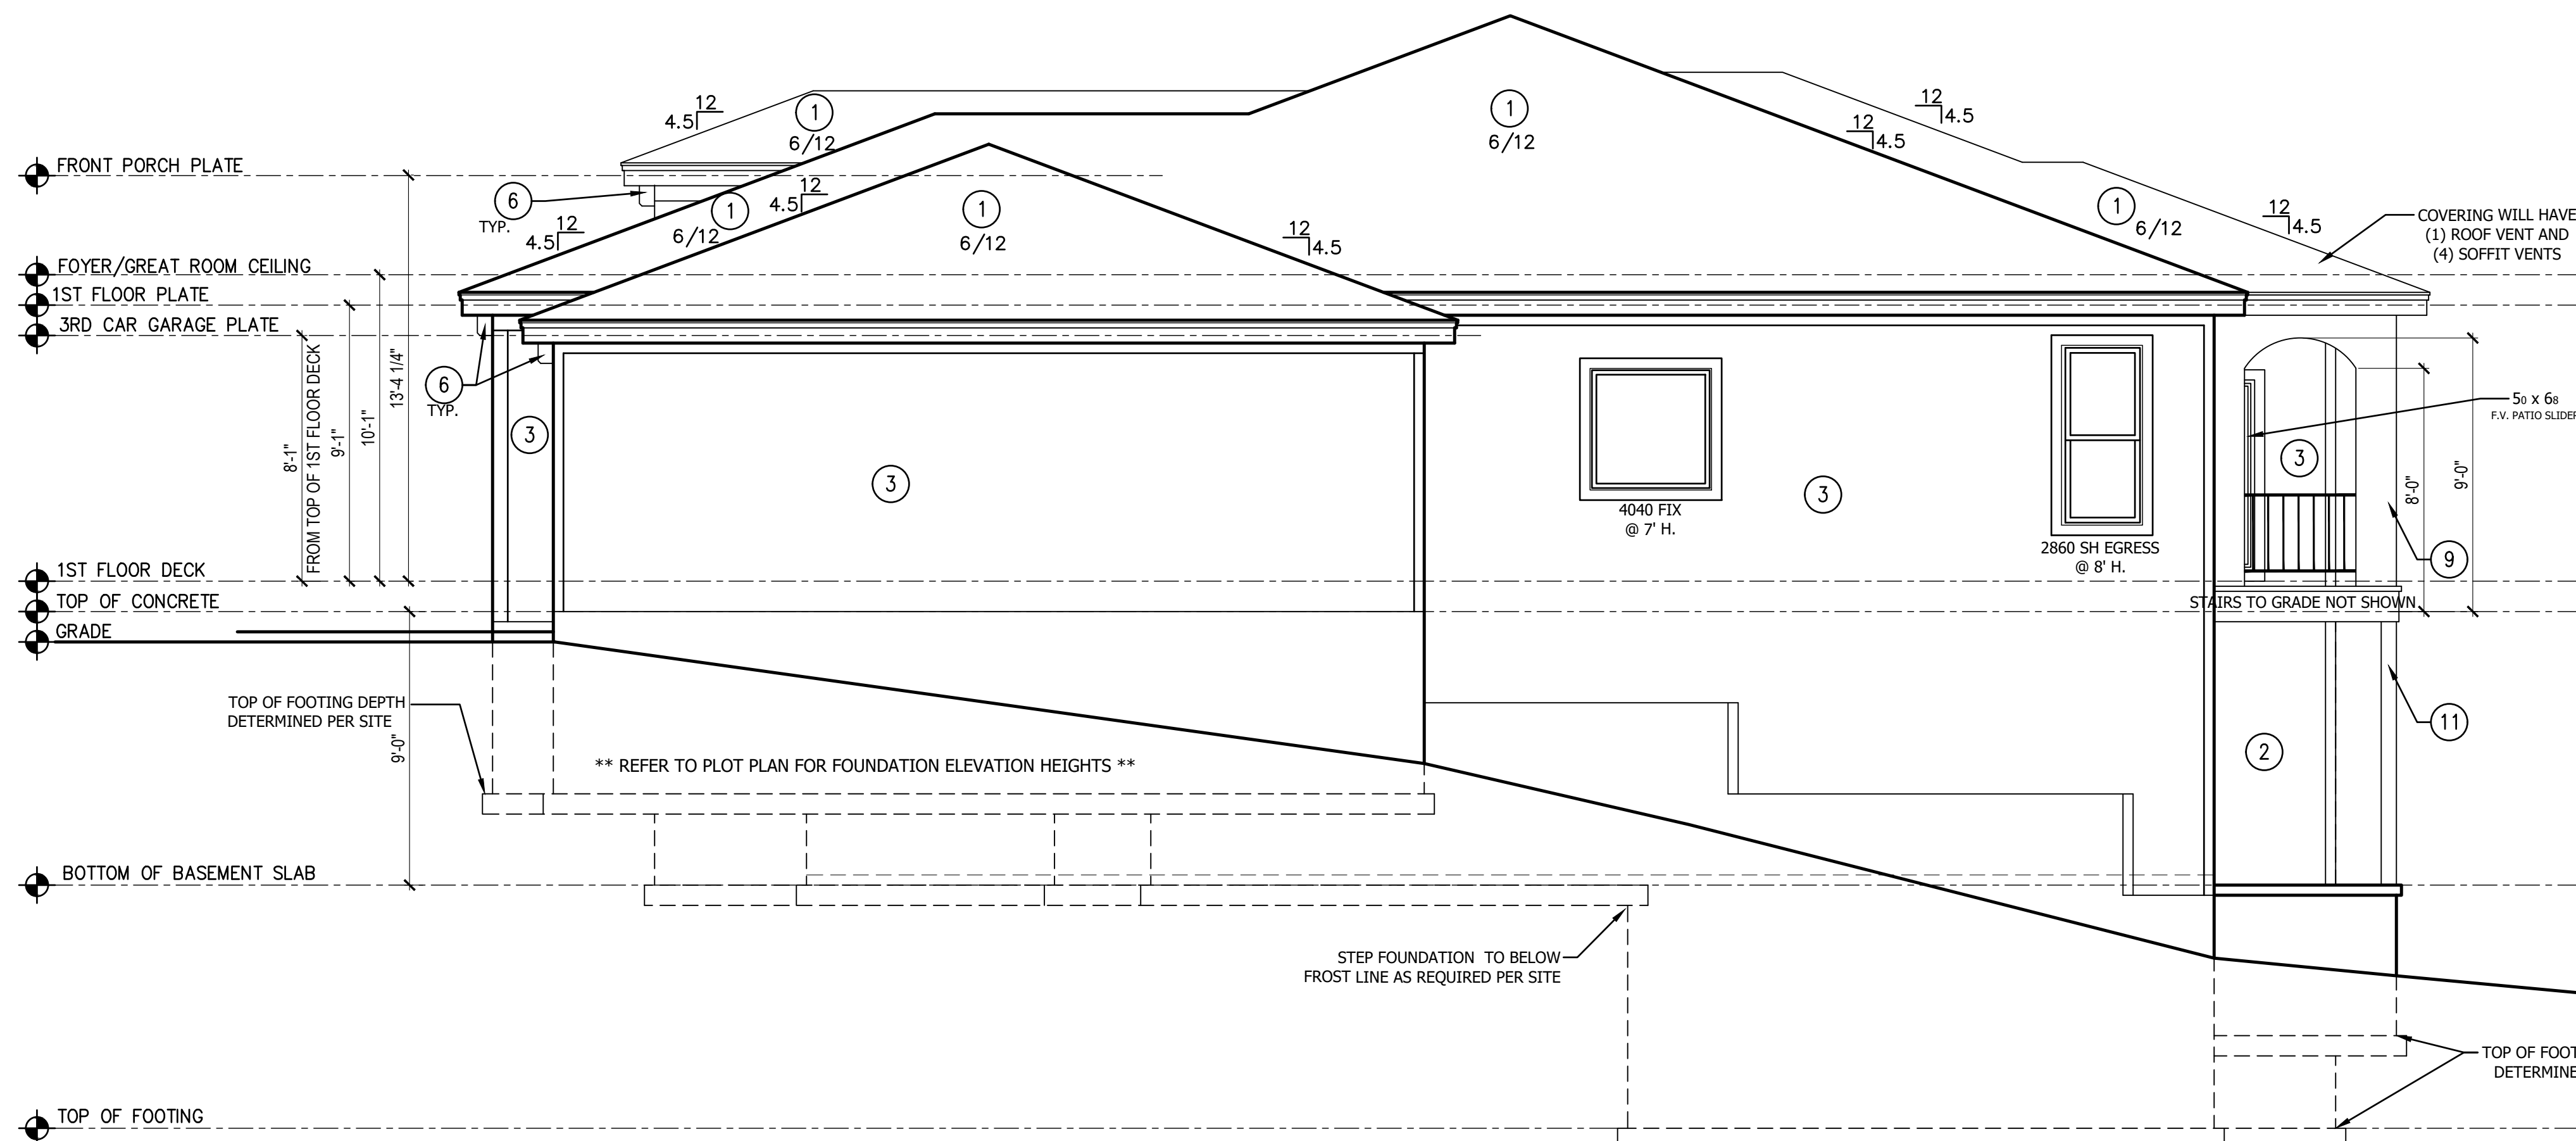 12
4.5
1
6/12
1
6/12
12
4.5
12
4.5
FRONT PORCH PLATE
6
TYP.
12
4.5
1
6/12
12
4.5
1
6/12
12
4.5
1
6/12
12
4.5
COVERING WILL HAVE
(1) ROOF VENT AND
(4) SOFFIT VENTS
FOYER/GREAT ROOM CEILING
1ST FLOOR PLATE
3RD CAR GARAGE PLATE
8'-1"
FROM TOP OF 1ST FLOOR DECK
9'-1"
10'-1"
13'-4 1/4"
6
TYP.
3
3
4040 FIX
@ 7' H.
3
2860 SH EGRESS
@ 8' H.
3
50 x 68
F.V. PATIO SLIDER
8'-0"
9'-0"
9
1ST FLOOR DECK
TOP OF CONCRETE
STAIRS TO GRADE NOT SHOWN
GRADE
TOP OF FOOTING DEPTH
DETERMINED PER SITE
9'-0"
** REFER TO PLOT PLAN FOR FOUNDATION ELEVATION HEIGHTS **
2
11
BOTTOM OF BASEMENT SLAB
STEP FOUNDATION TO BELOW
FROST LINE AS REQUIRED PER SITE
TOP OF FOOT
DETERMINE
TOP OF FOOTING